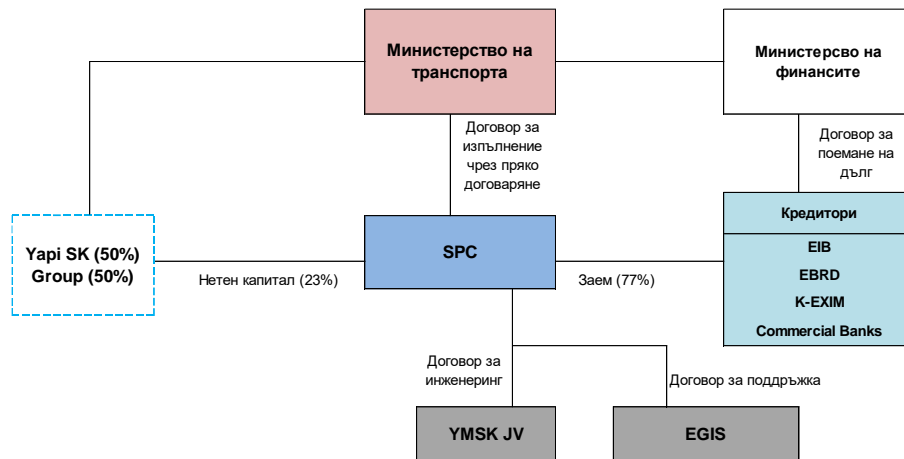 Министерство на
транспорта
Министерсво на
финансите
Договор за
изпълнение
чрез пряко
договаряне
Договор за
поемане на
дълг
Yapi SK (50%)
Group (50%)
Нетен капитал (23%)
SPC
Заем (77%)
Кредитори
EIB
EBRD
K-EXIM
Commercial Banks
Договор за
инженеринг
Договор за поддръжка
YMSK JV
EGIS